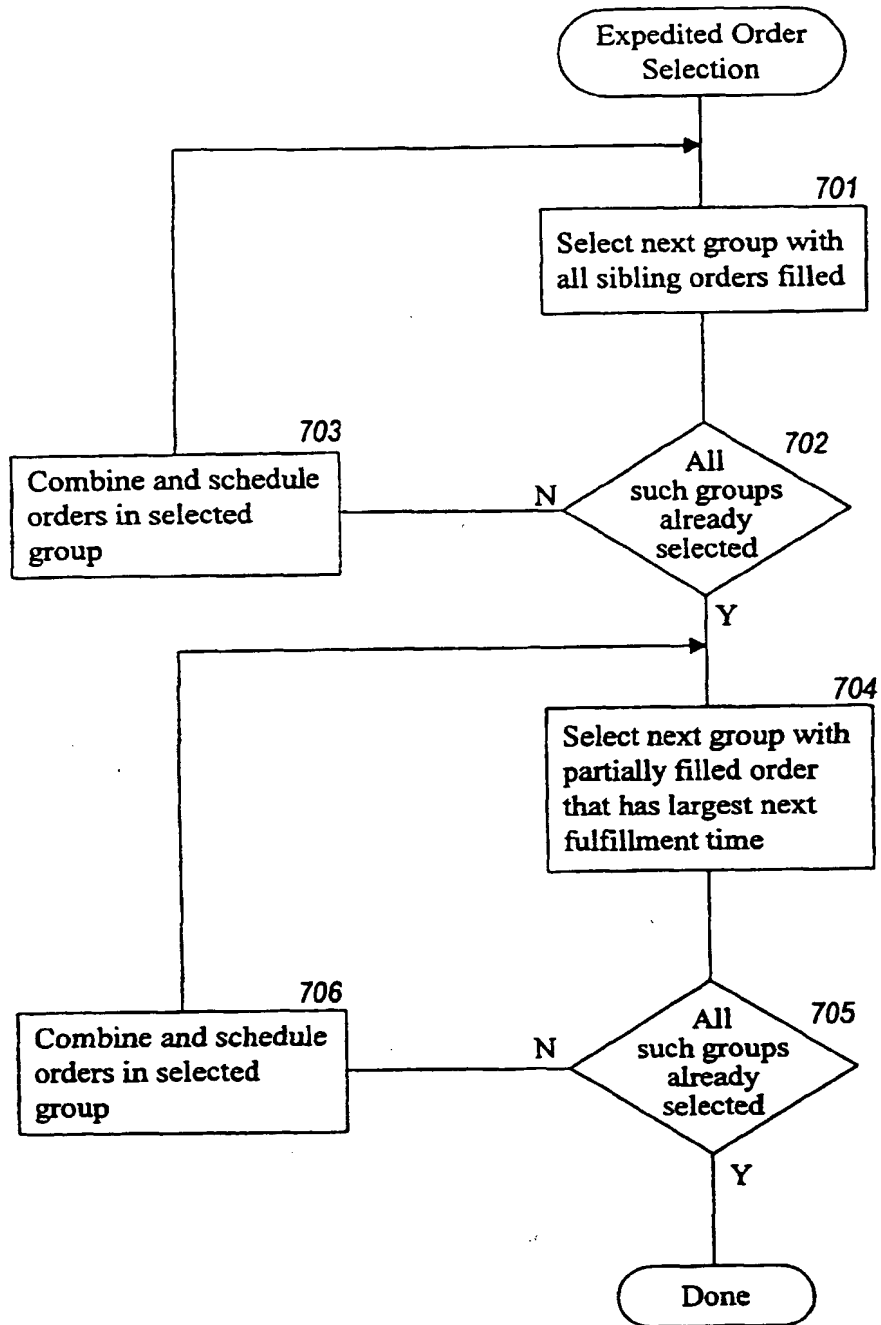 Expedited Order
Selection
701
Select next group with
all sibling orders filled
702
All
such groups
already
selected
N
Y
703
Combine and schedule
orders in selected
group
704
Select next group with
partially filled order
that has largest next
fulfillment time
705
All
such groups
already
selected
N
Y
706
Combine and schedule
orders in selected
group
Done